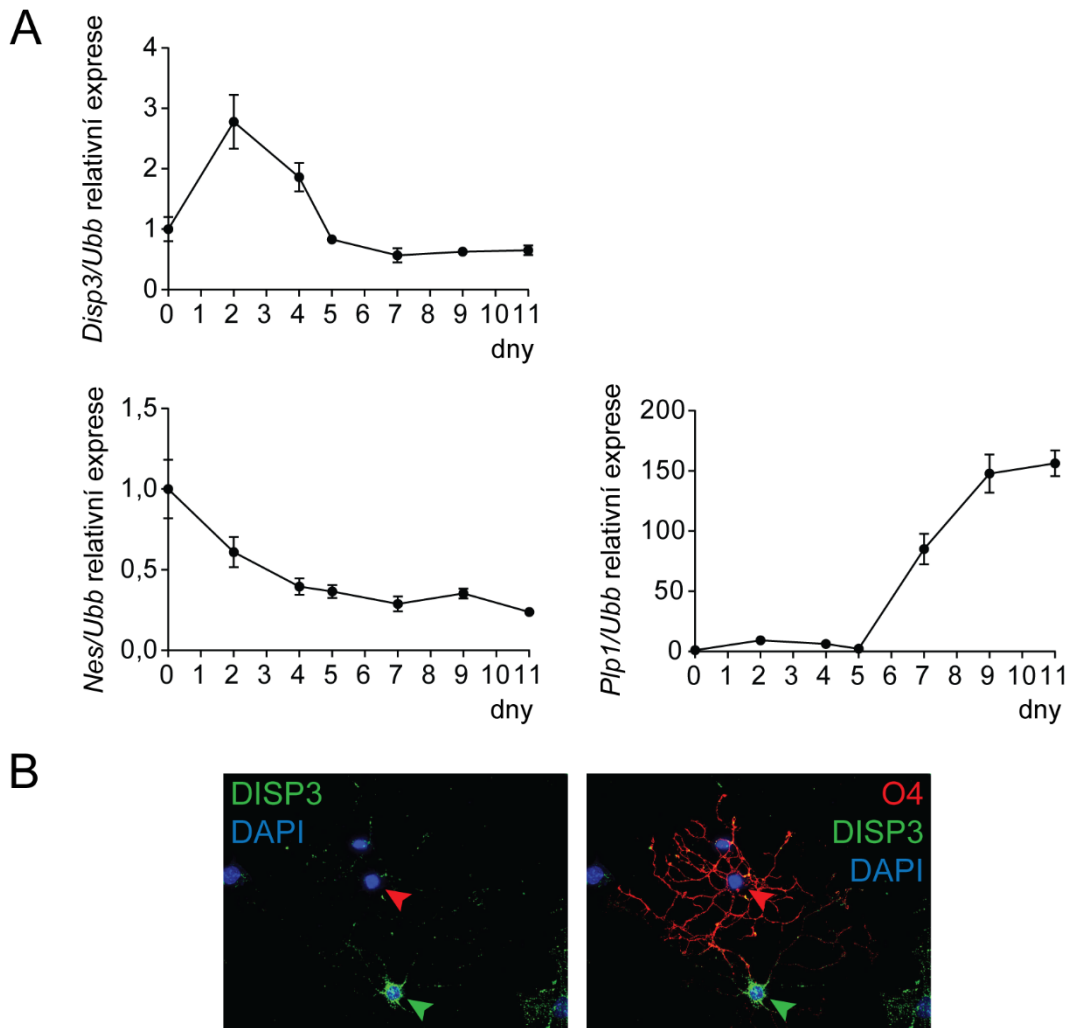 A
Disp3/Ubb relativní exprese
4
3
2
1
0
0 1 2 3 4 5 6 7 8 9 10 11
dny
Nes/Ubb relativní exprese
1,5
1,0
0,5
0,0
0 1 2 3 4 5 6 7 8 9 10 11
dny
Plp1/Ubb relativní exprese
200
150
100
50
0
0 1 2 3 4 5 6 7 8 9 10 11
dny
B
DISP3
DAPI
O4
DISP3
DAPI